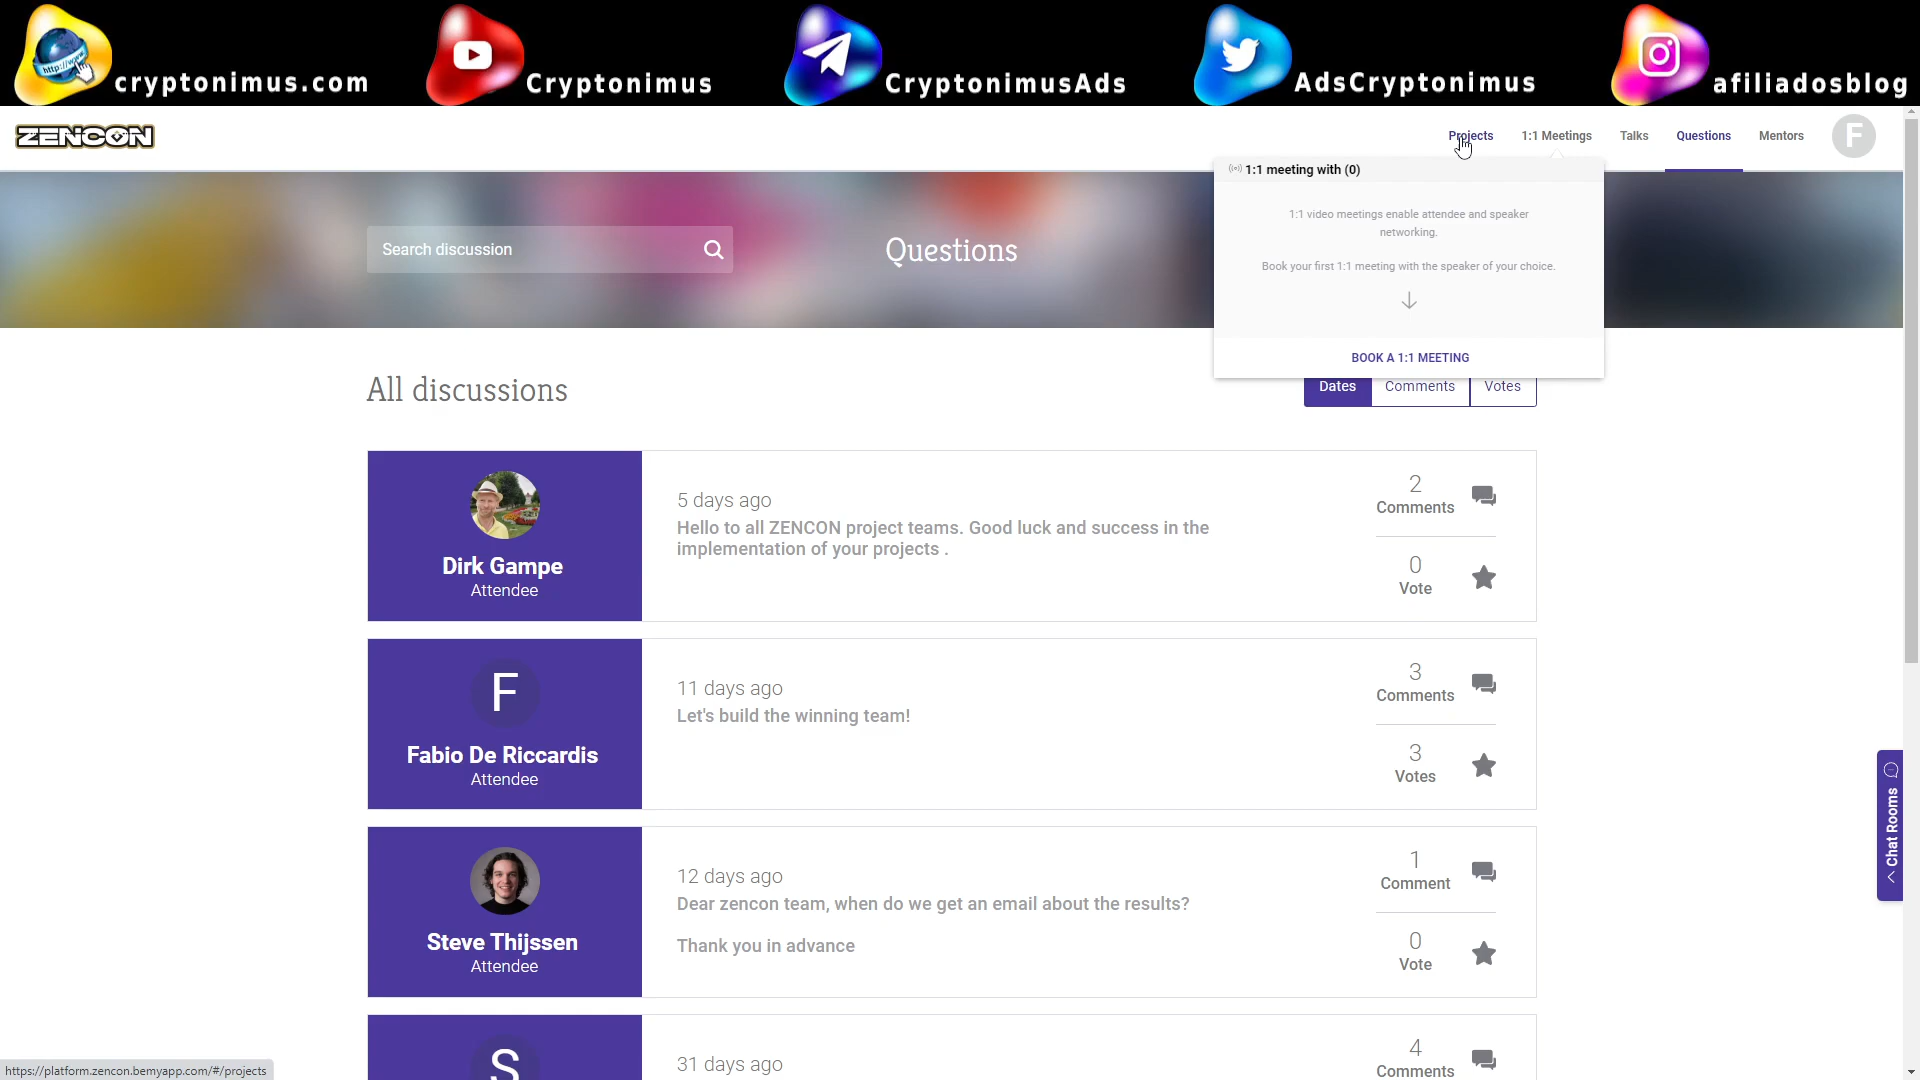 http://www
cryptonimus.com
Cryptonimus
CryptonimusAds
AdsCryptonimus
afiliadosblog
ZENCON
Projects
1:1 Meetings
Talks
Questions
Mentors
F
1:1 meeting with (0)
1:1 video meetings enable attendee and speaker
networking.
Book your first 1:1 meeting with the speaker of your choice.
BOOK A 1:1 MEETING
Search discussion
Questions
All discussions
Dates
Comments
Votes
Dirk Gampe
Attendee
5 days ago
Hello to all ZENCON project teams. Good luck and success in the
implementation of your projects .
2
Comments
0
Vote
F
Fabio De Riccardis
Attendee
11 days ago
Let's build the winning team!
3
Comments
3
Votes
Steve Thijssen
Attendee
12 days ago
Dear zencon team, when do we get an email about the results?
Thank you in advance
1
Comment
0
Vote
S
31 days ago
4
Comments
Chat Rooms
https://platform.zencon.bemyapp.com/#/projects